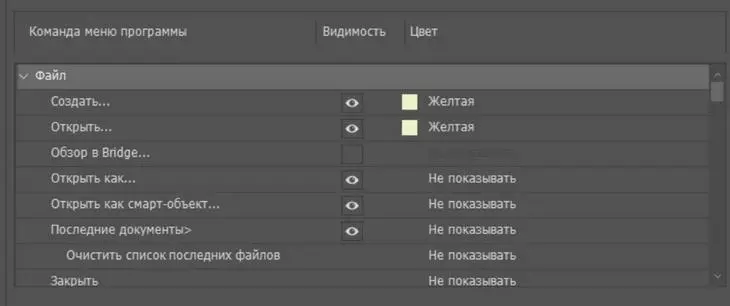 Команда меню программы Видимость Цвет
Файл
Создать... Желтая
Открыть... Желтая
Обзор в Bridge...
Открыть как... Не показывать
Открыть как смарт-объект... Не показывать
Последние документы> Не показывать
Очистить список последних файлов Не показывать
Закрыть Не показывать